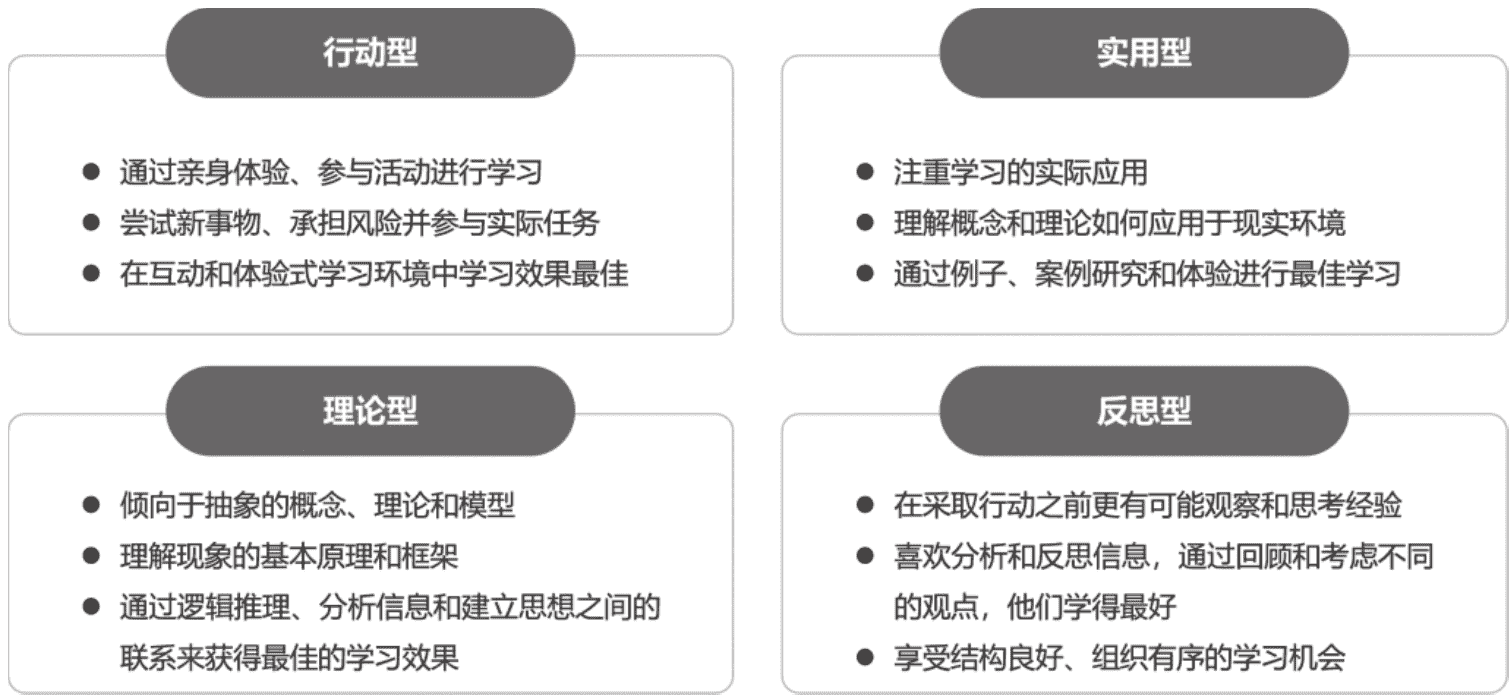 行动型
● 通过亲身体验、参与活动进行学习
● 尝试新事物、承担风险并参与实际任务
● 在互动和体验式学习环境中学习效果最佳
实用型
● 注重学习的实际应用
● 理解概念和理论如何应用于现实环境
● 通过例子、案例研究和体验进行最佳学习
理论型
● 倾向于抽象的概念、理论和模型
● 理解现象的基本原理和框架
● 通过逻辑推理、分析信息和建立思想之间的
联系来获得最佳的学习效果
反思型
● 在采取行动之前更有可能观察和思考经验
● 喜欢分析和反思信息，通过回顾和考虑不同
的观点，他们学得最好
● 享受结构良好、组织有序的学习机会